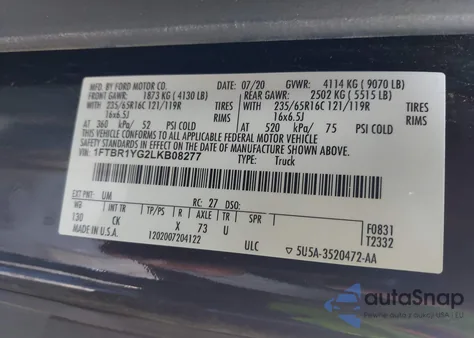 MFD. BY FORD MOTOR CO.
07/20 GVWR: 4114 KG (9070 LB)
FRONT GAWR: 1873 KG (4130 LB) REAR GAWR: 2502 KG (5515 LB)
WITH WITH
235/65R16C 121/119R TIRES 235/65R16C 121/119R TIRES
16x6.5J RIMS 16x6.5J RIMS
AT 360 kPa/ 52 PSI COLD AT 520 kPa/ 75 PSI COLD
THIS VEHICLE CONFORMS TO ALL APPLICABLE FEDERAL MOTOR VEHICLE
SAFETY STANDARDS IN EFFECT ON THE DATE OF MANUFACTURE SHOWN ABOVE.
VIN: 1FTBR1YG2LKB08277
TYPE: Truck
EXT PNT: UM RC: 27 DSO:
WB INT TR TP/PS R AXLE TR SPR F0831
130 CK X 73 U T2332
MADE IN U.S.A. 1202007204122 ULC 5U5A-3520472-AA
autoSnap